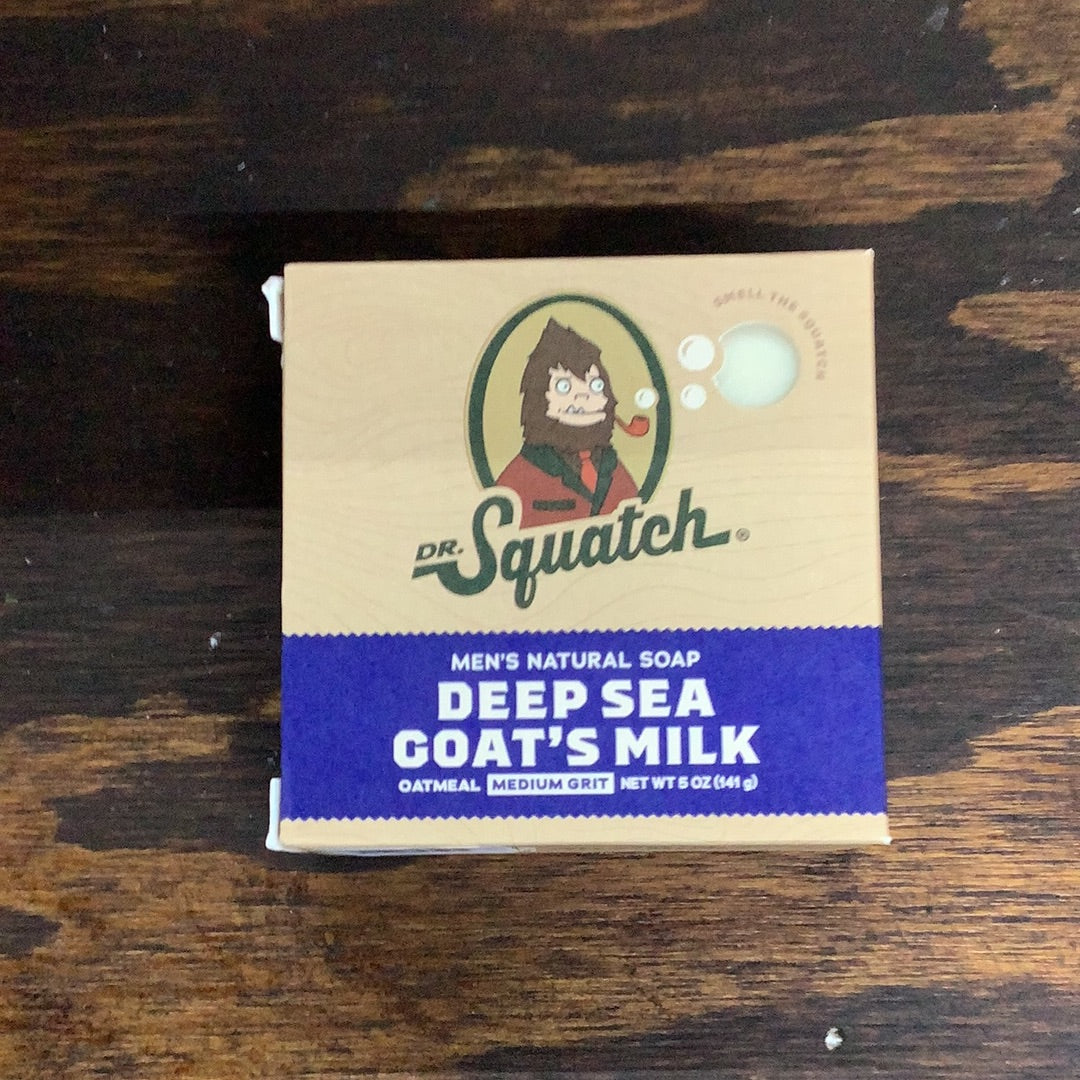 SMELL THE SQUATCH
DR. Squatch®
MEN'S NATURAL SOAP
DEEP SEA
GOAT'S MILK
OATMEAL MEDIUM GRIT NET WT 5 OZ (141 g)